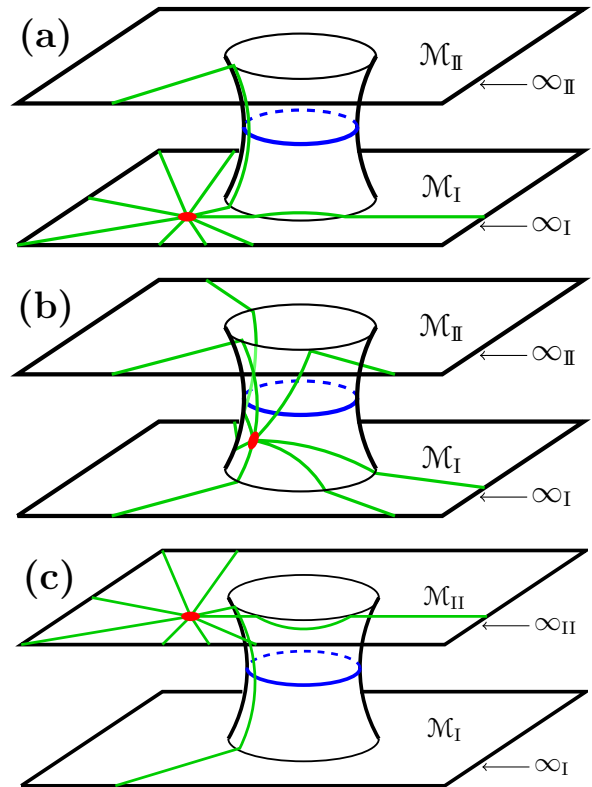 (a)
ℳ_Ⅱ
←— ∞_Ⅱ
ℳ_I
←— ∞_I
(b)
ℳ_Ⅱ
←— ∞_Ⅱ
ℳ_I
←— ∞_I
(c)
ℳ_II
←— ∞_II
ℳ_I
←— ∞_I